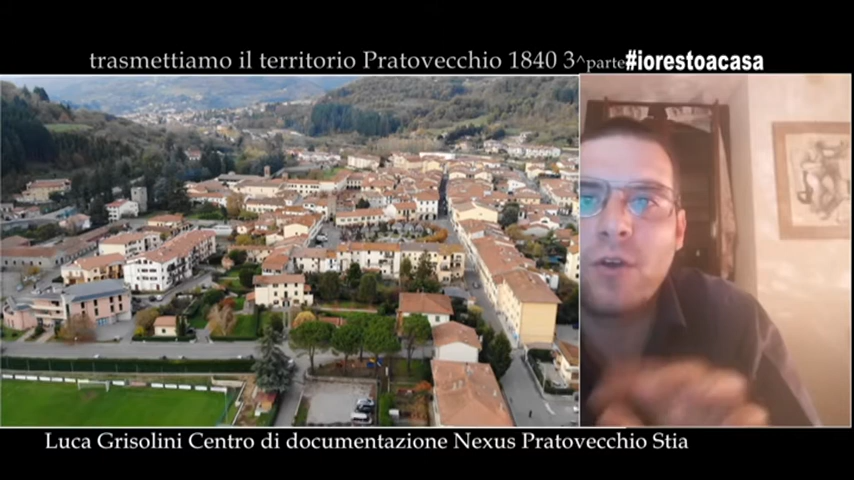 trasmettiamo il territorio Pratovecchio 1840 3^parte#iorestoacasa
Luca Grisolini Centro di documentazione Nexus Pratovecchio Stia